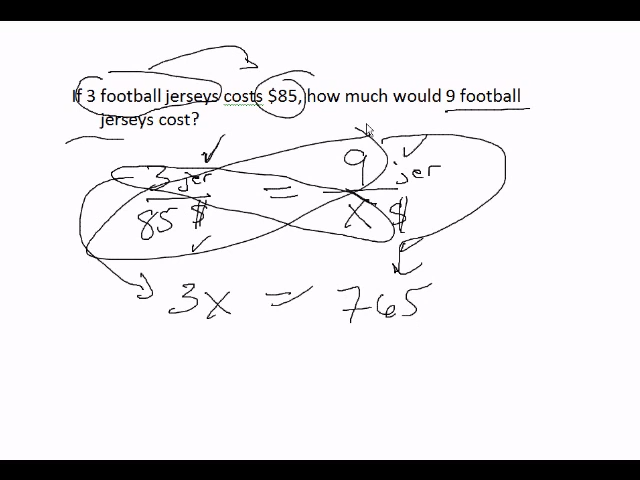 If 3 football jerseys costs $85, how much would 9 football
jerseys cost?
3 jer = 9 jer
85 $ x $
3x = 765